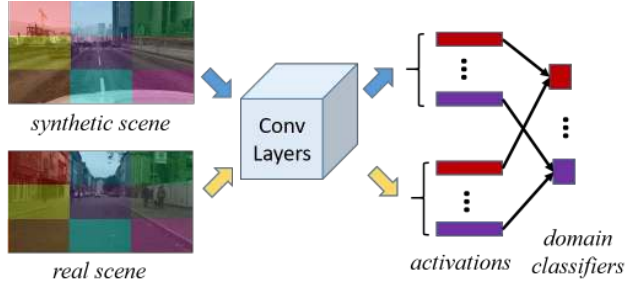 synthetic scene
Conv
Layers
real scene
activations
domain
classifiers